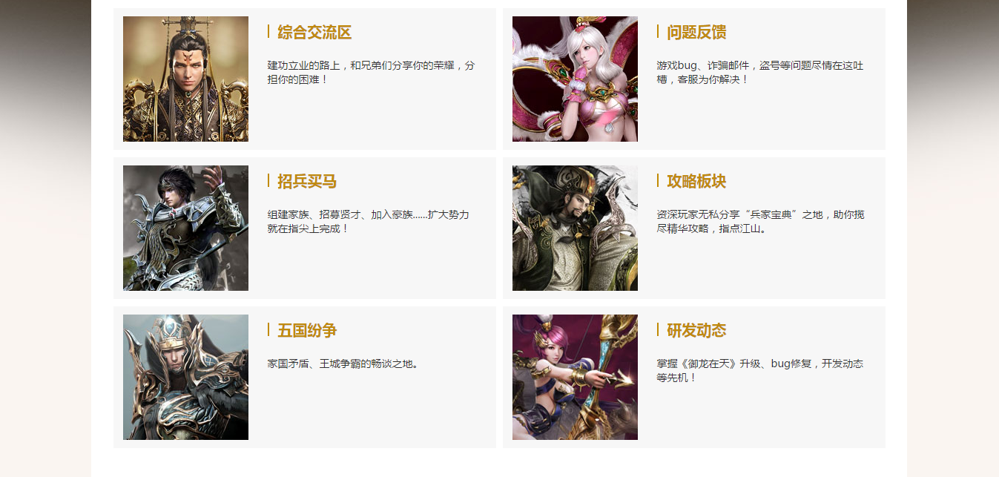 综合交流区
建功立业的路上，和兄弟们分享你的荣耀，分
担你的困难！
问题反馈
游戏bug、诈骗邮件，盗号等问题尽情在这吐
槽，客服为你解决！
招兵买马
组建家族、招募贤才、加入豪族......扩大势力
就在指尖上完成！
攻略板块
资深玩家无私分享“兵家宝典”之地，助你揽
尽精华攻略，指点江山。
五国纷争
家国矛盾、王城争霸的畅谈之地。
研发动态
掌握《御龙在天》升级、bug修复，开发动态
等先机！